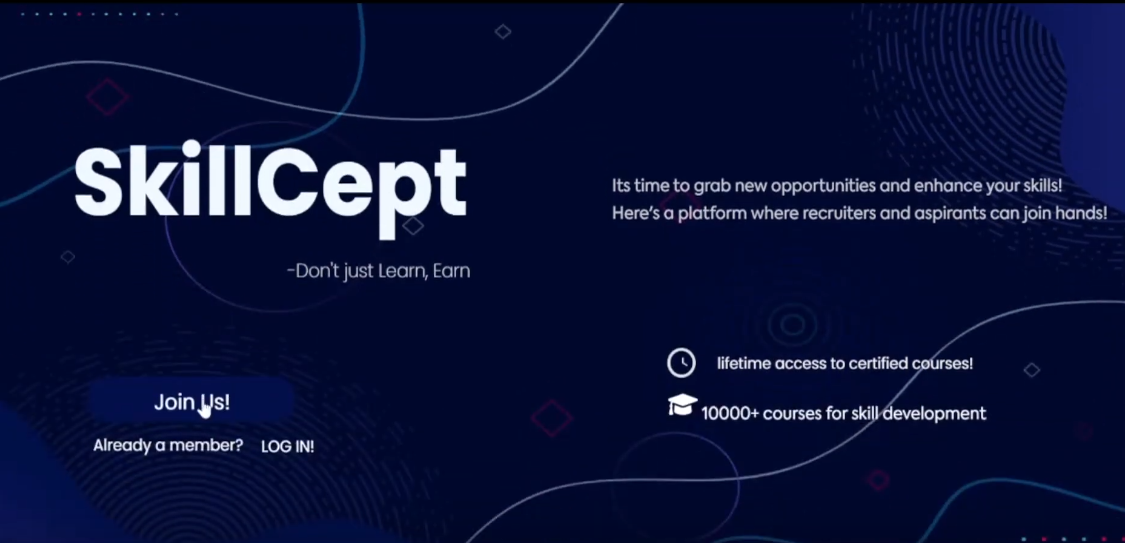 SkillCept
-Don't just Learn, Earn
Its time to grab new opportunities and enhance your skills!
Here's a platform where recruiters and aspirants can join hands!
lifetime access to certified courses!
10000+ courses for skill development
Join Us!
Already a member? LOG IN!